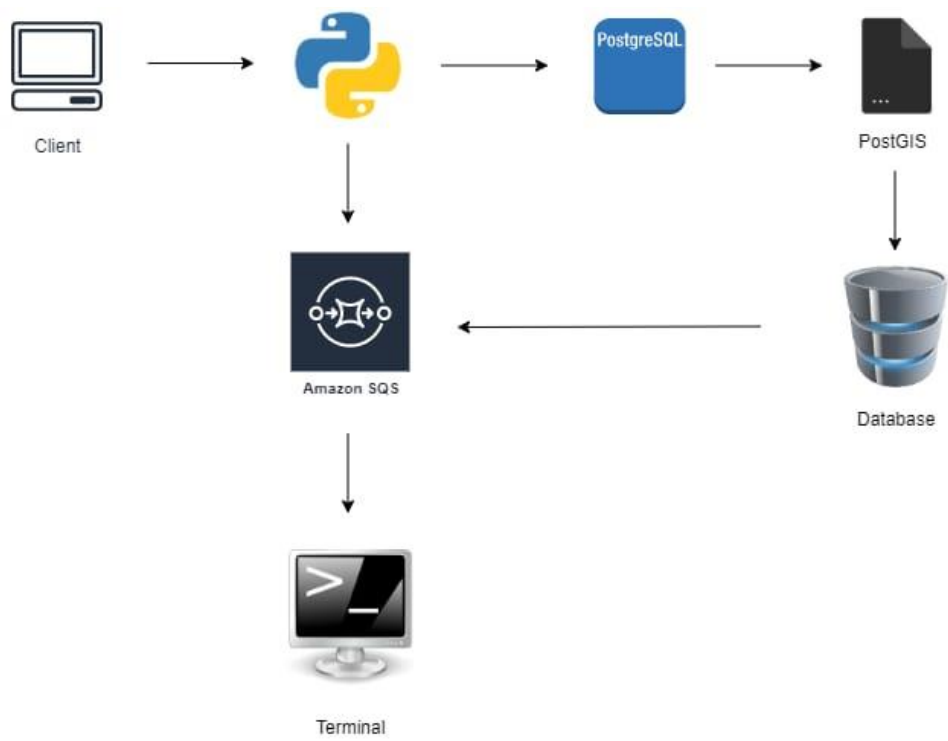 PostgreSQL
Client
PostGIS
Amazon SQS
Database
>_
Terminal